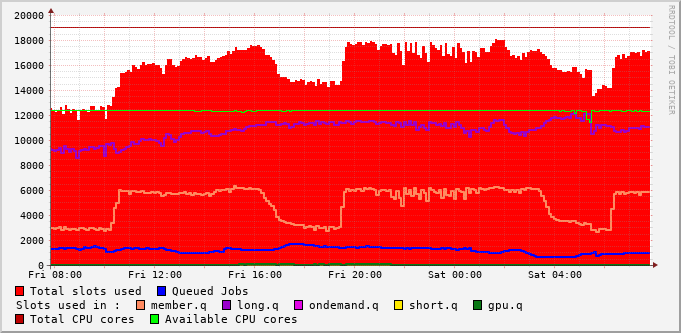 20000
18000
16000
14000
12000
10000
8000
6000
4000
2000
0
Fri 08:00 Fri 12:00 Fri 16:00 Fri 20:00 Sat 00:00 Sat 04:00
RRDTOOL / TOBI OETIKER
Total slots used Queued Jobs
Slots used in : member.q long.q ondemand.q short.q gpu.q
Total CPU cores Available CPU cores